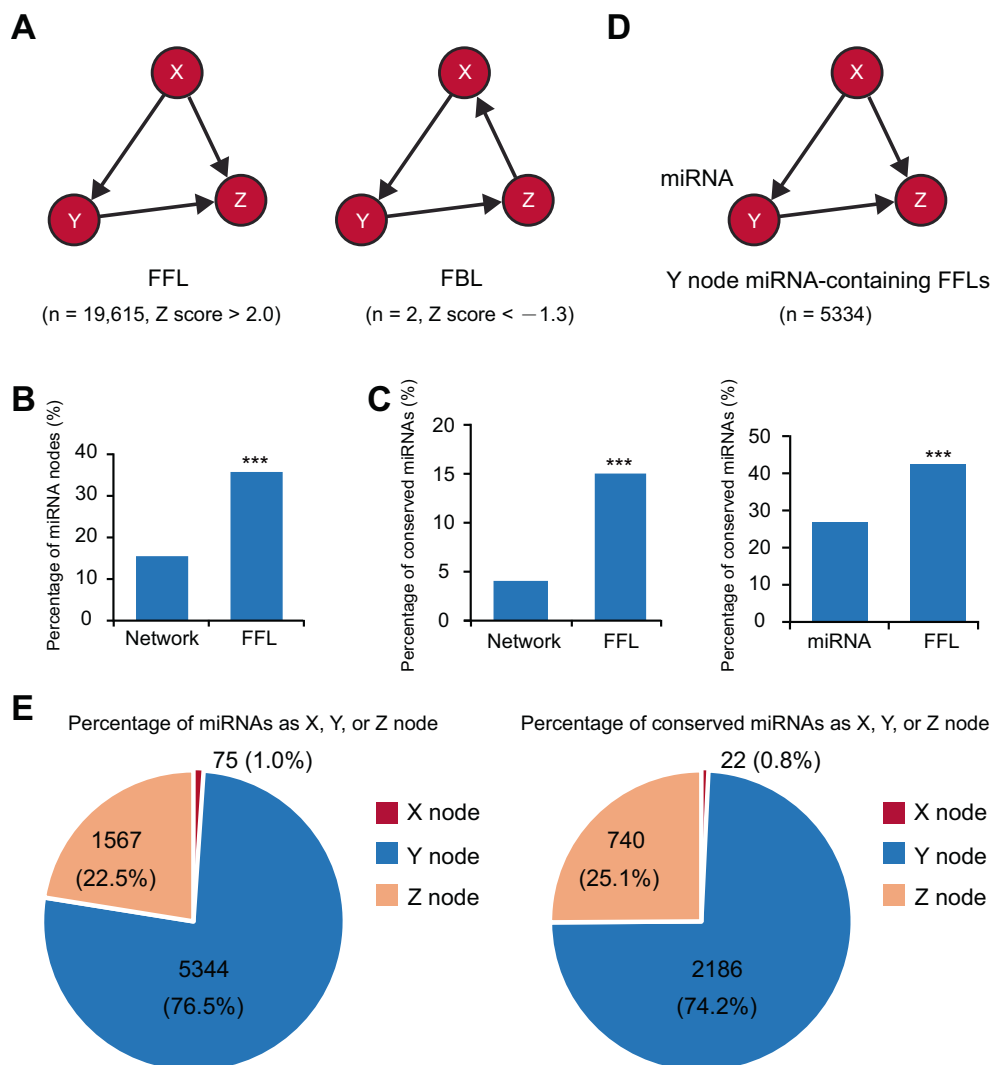 A
X
Y
Z
FFL
(n = 19,615, Z score > 2.0)
X
Y
Z
FBL
(n = 2, Z score < −1.3)
D
X
miRNA
Y
Z
Y node miRNA-containing FFLs
(n = 5334)
B
Percentage of miRNA nodes (%)
40
30
20
10
0
***
Network FFL
C
Percentage of conserved miRNAs (%)
20
15
10
5
0
***
Network FFL
Percentage of conserved miRNAs (%)
50
40
30
20
10
0
***
miRNA FFL
E
Percentage of miRNAs as X, Y, or Z node
75 (1.0%)
1567
(22.5%)
5344
(76.5%)
X node
Y node
Z node
Percentage of conserved miRNAs as X, Y, or Z node
22 (0.8%)
740
(25.1%)
2186
(74.2%)
X node
Y node
Z node